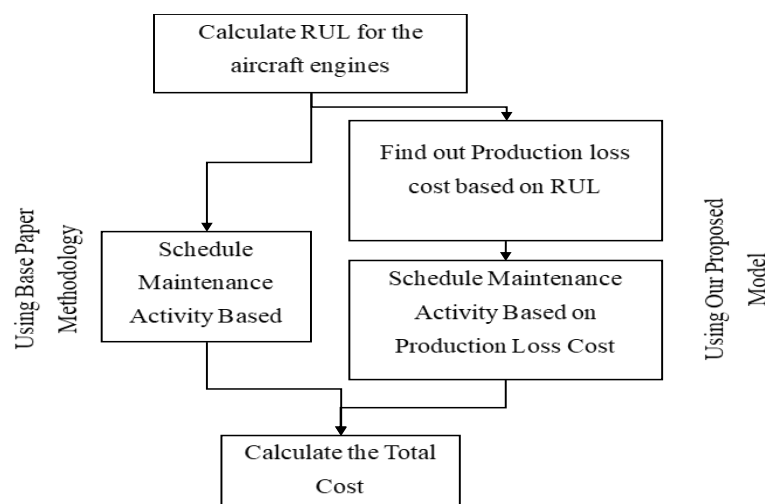 Calculate RUL for the
aircraft engines
Find out Production loss
cost based on RUL
Using Base Paper
Methodology
Schedule
Maintenance
Activity Based
Schedule Maintenance
Activity Based on
Production Loss Cost
Using Our Proposed
Model
Calculate the Total
Cost